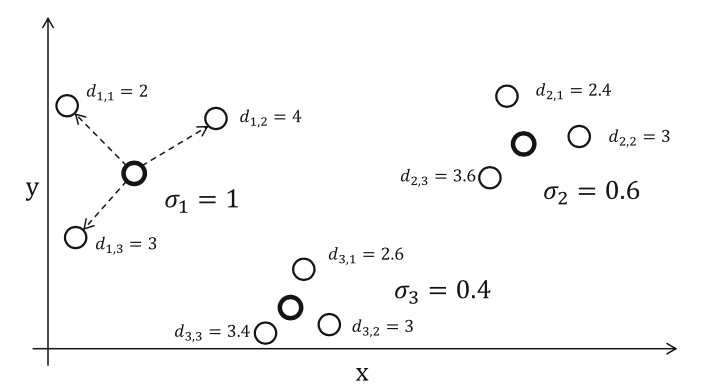 d₁,₁ = 2
d₁,₂ = 4
σ₁ = 1
d₁,₃ = 3
d₂,₁ = 2.4
d₂,₂ = 3
d₂,₃ = 3.6
σ₂ = 0.6
d₃,₁ = 2.6
σ₃ = 0.4
d₃,₃ = 3.4
d₃,₂ = 3
y
x